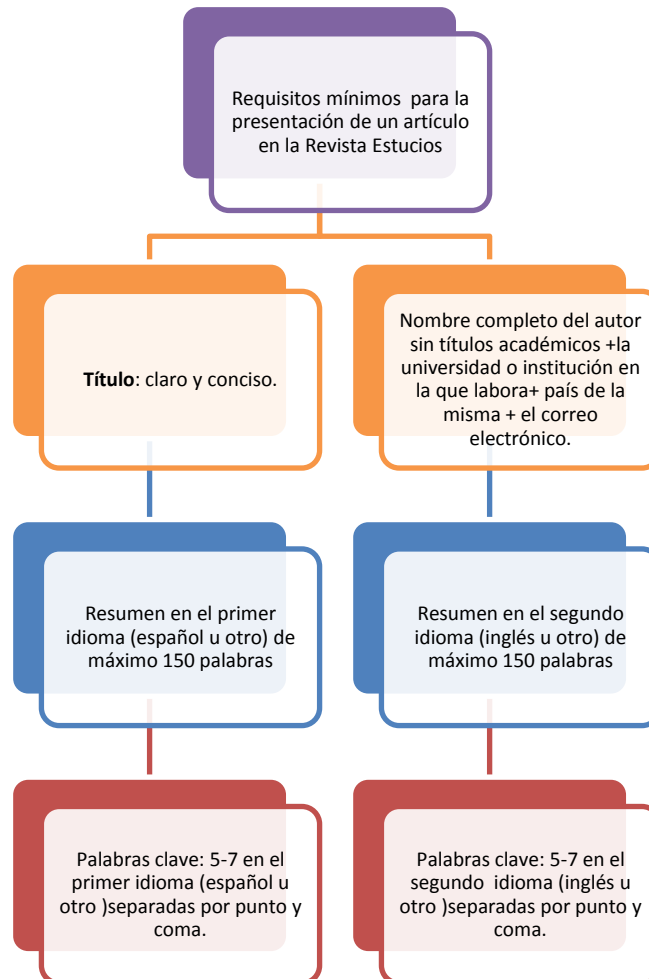 Requisitos mínimos para la
presentación de un artículo
en la Revista Estucios
Título: claro y conciso.
Nombre completo del autor
sin títulos académicos +la
universidad o institución en
la que labora+ país de la
misma + el correo
electrónico.
Resumen en el primer
idioma (español u otro) de
máximo 150 palabras
Resumen en el segundo
idioma (inglés u otro) de
máximo 150 palabras
Palabras clave: 5-7 en el
primer idioma (español u
otro )separadas por punto y
coma.
Palabras clave: 5-7 en el
segundo idioma (inglés u
otro )separadas por punto y
coma.